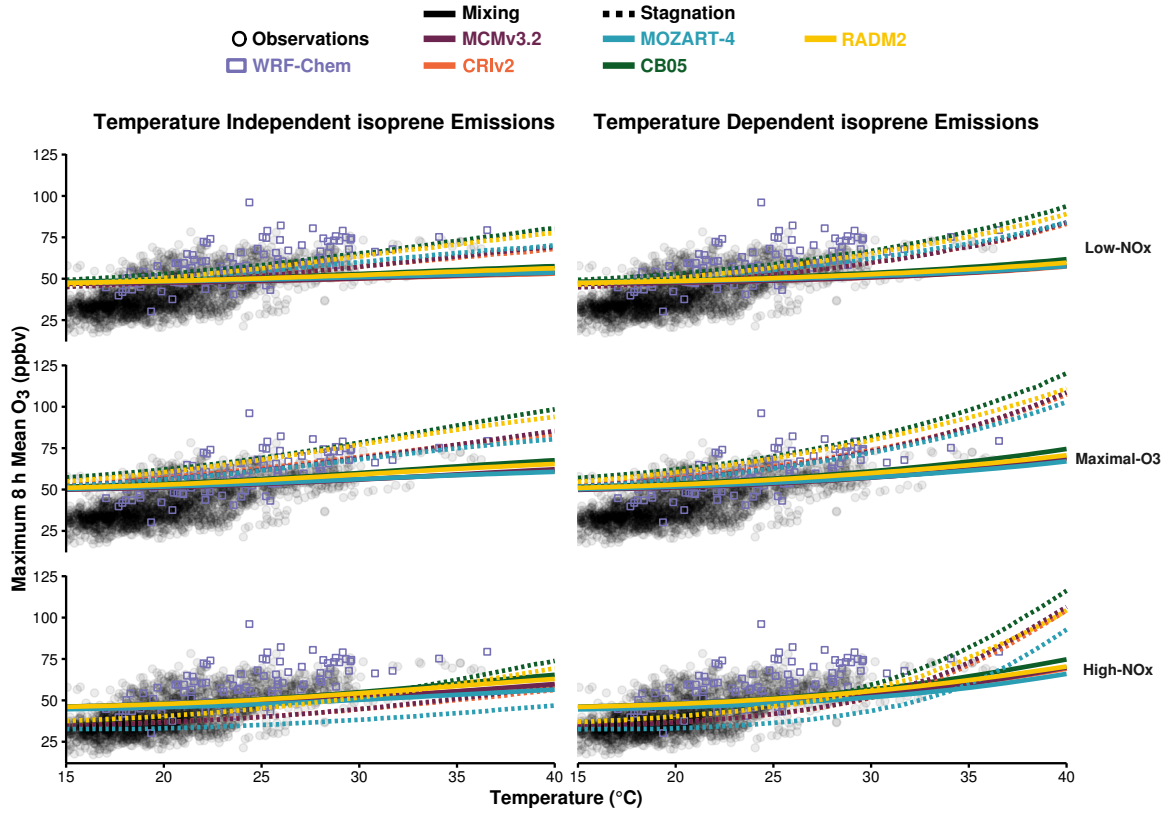 Mixing Stagnation
Observations MCMv3.2 MOZART-4 RADM2
WRF-Chem CRIv2 CB05
Temperature Independent isoprene Emissions Temperature Dependent isoprene Emissions
Maximum 8 h Mean O3 (ppbv)
125
100
75
50
25
Low-NOx
125
100
75
50
25
Maximal-O3
125
100
75
50
25
High-NOx
15 20 25 30 35 40 15 20 25 30 35 40
Temperature (°C)